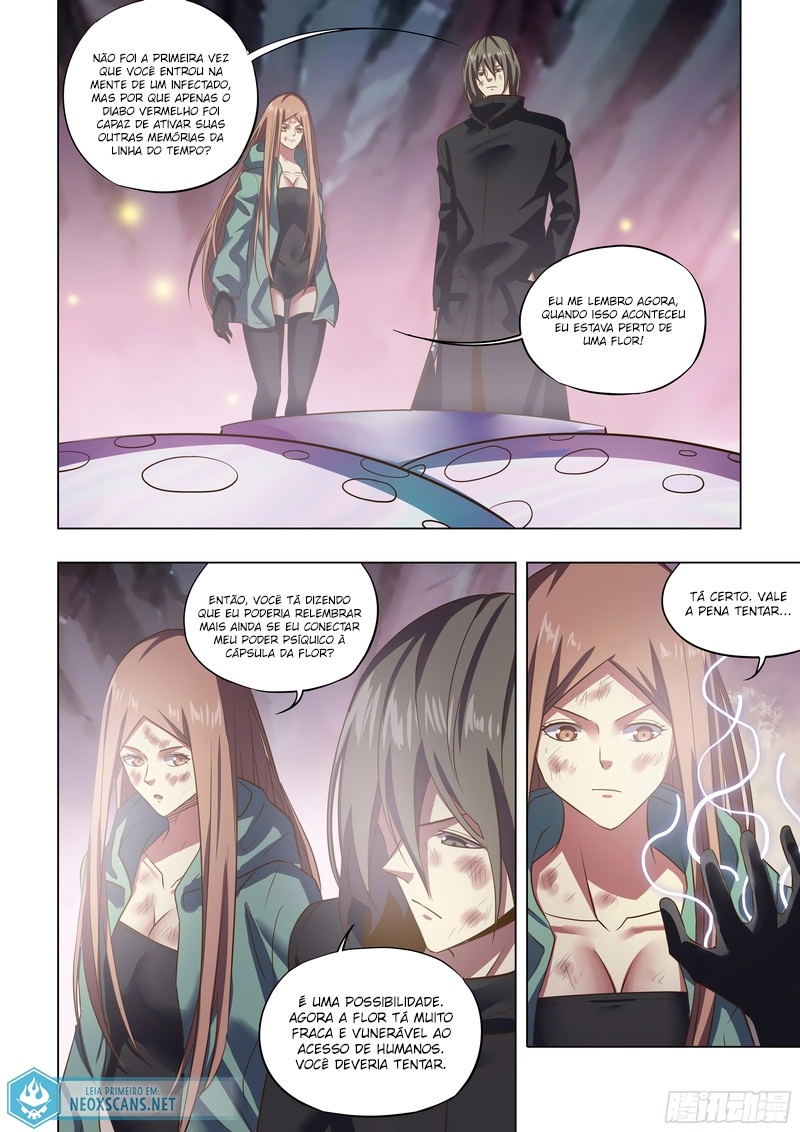 NÃO FOI A PRIMEIRA VEZ
QUE VOCÊ ENTROU NA
MENTE DE UM INFECTADO,
MAS POR QUE APENAS O
DIABO VERMELHO FOI
CAPAZ DE ATIVAR SUAS
OUTRAS MEMÓRIAS DA
LINHA DO TEMPO?
EU ME LEMBRO AGORA,
QUANDO ISSO ACONTECEU
EU ESTAVA PERTO DE
UMA FLOR!
ENTÃO, VOCÊ TÁ DIZENDO
QUE EU PODERIA RELEMBRAR
MAIS AINDA SE EU CONECTAR
MEU PODER PSÍQUICO À
CÁPSULA DA FLOR?
É UMA POSSIBILIDADE.
AGORA A FLOR TÁ MUITO
FRACA E VUNERÁVEL AO
ACESSO DE HUMANOS.
VOCÊ DEVERIA TENTAR.
TÁ CERTO. VALE
A PENA TENTAR...
LEIA PRIMEIRO EM:
NEOXSCANS.NET
腾讯动漫